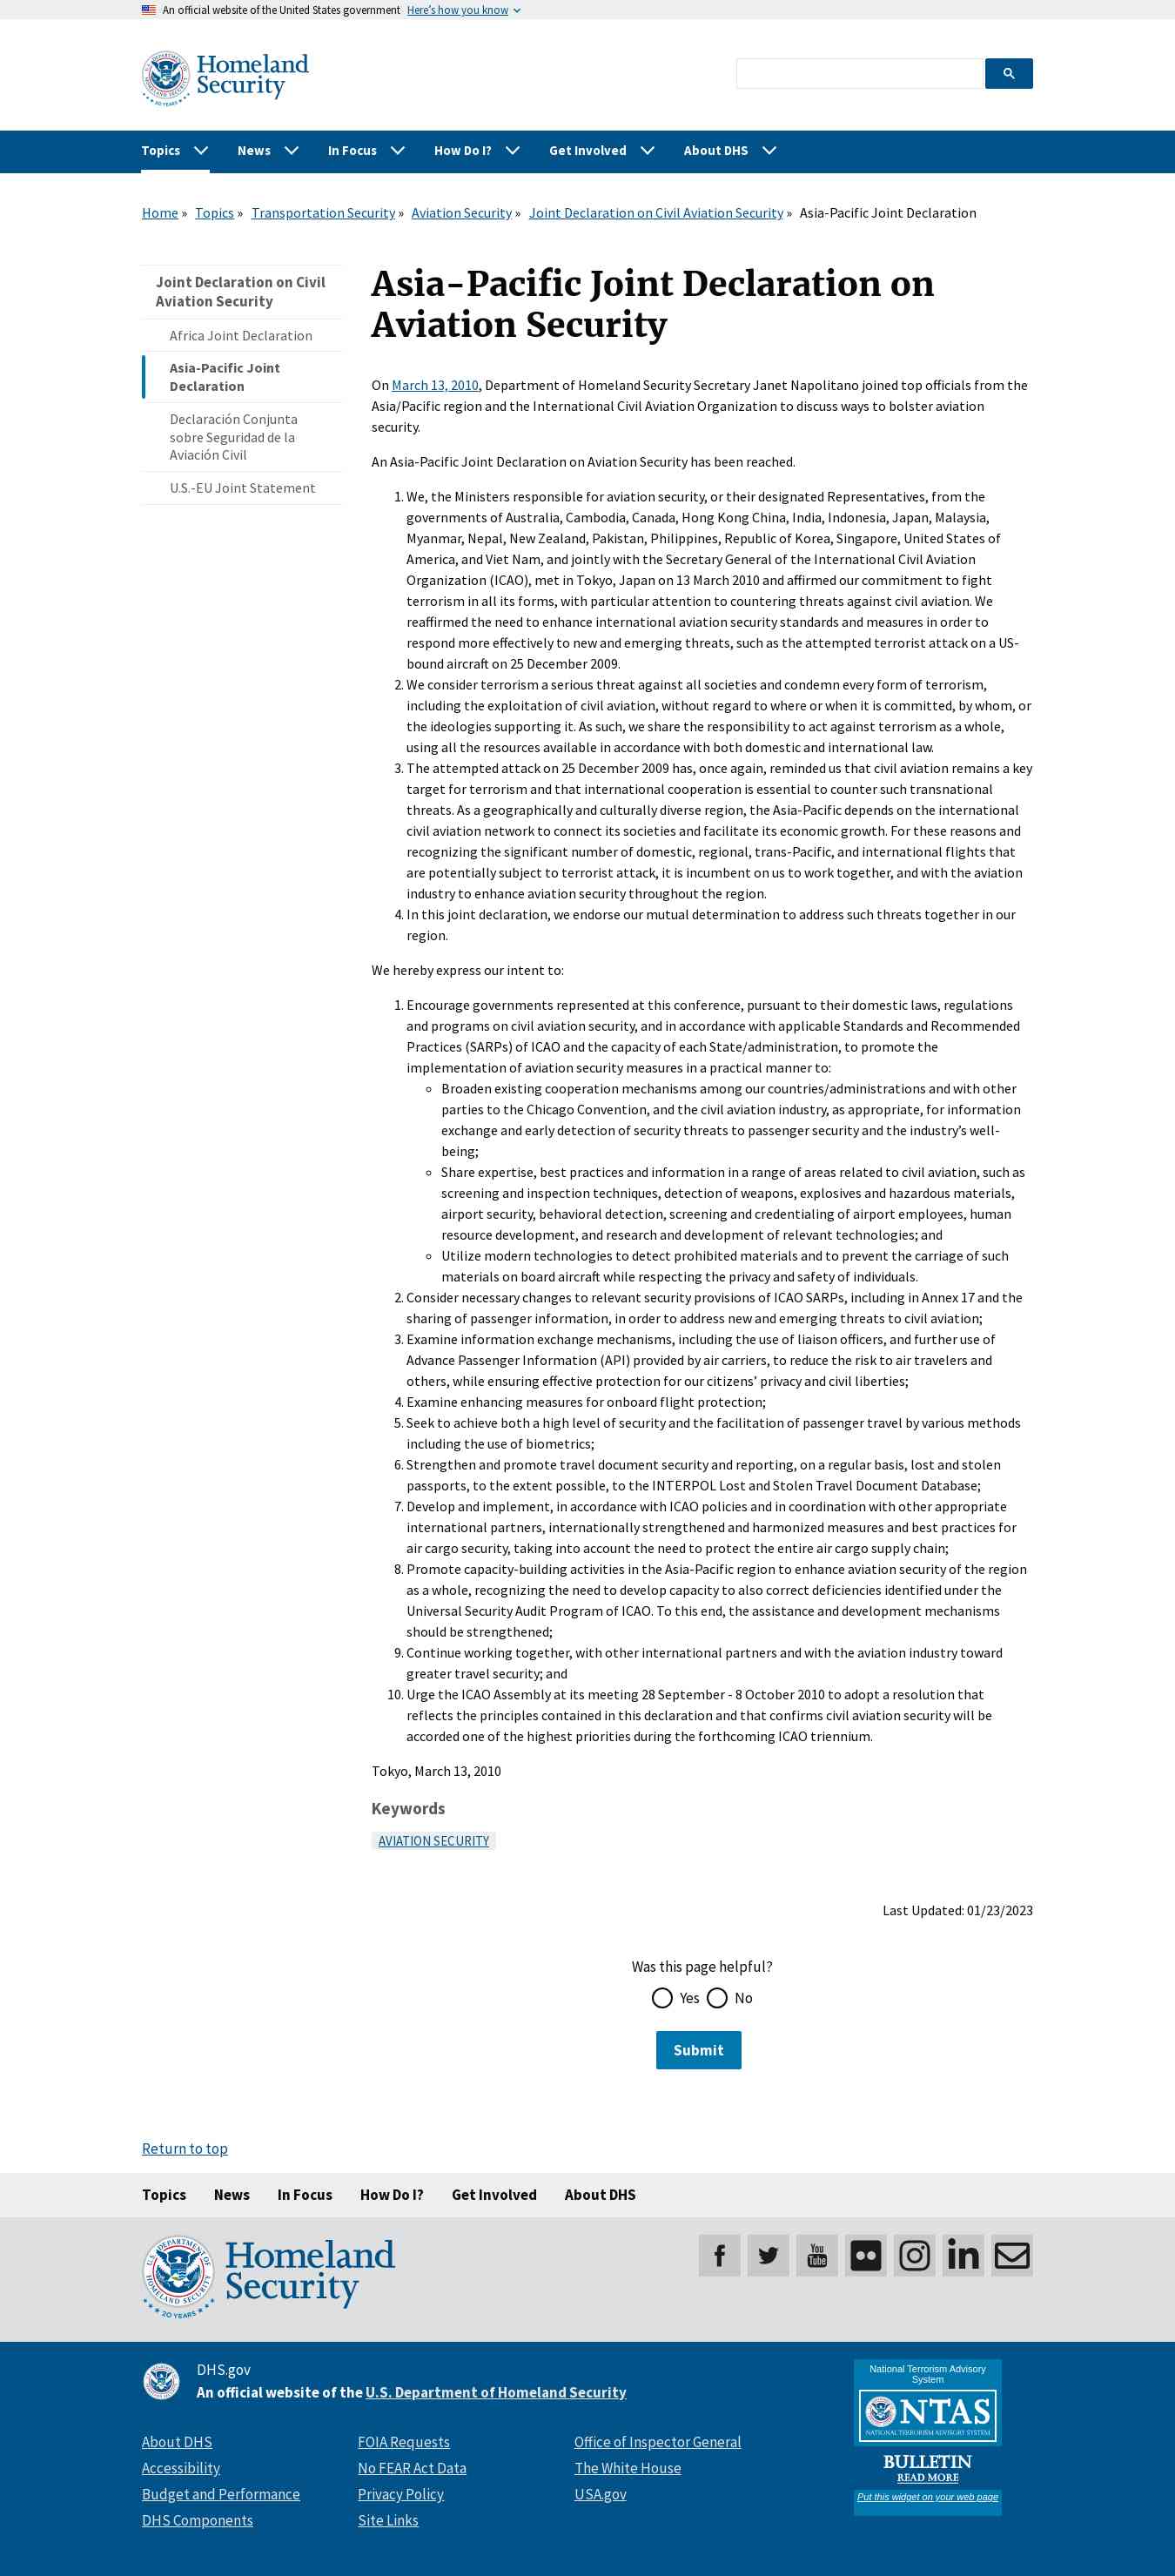 An official website of the United States government Here’s how you know
Homeland
Security
20 YEARS
Topics News In Focus How Do I? Get Involved About DHS
Home » Topics » Transportation Security » Aviation Security » Joint Declaration on Civil Aviation Security » Asia-Pacific Joint Declaration
Joint Declaration on Civil
Aviation Security
Africa Joint Declaration
Asia-Pacific Joint
Declaration
Declaración Conjunta
sobre Seguridad de la
Aviación Civil
U.S.-EU Joint Statement
Asia-Pacific Joint Declaration on
Aviation Security
On March 13, 2010, Department of Homeland Security Secretary Janet Napolitano joined top officials from the
Asia/Pacific region and the International Civil Aviation Organization to discuss ways to bolster aviation
security.
An Asia-Pacific Joint Declaration on Aviation Security has been reached.
1. We, the Ministers responsible for aviation security, or their designated Representatives, from the
governments of Australia, Cambodia, Canada, Hong Kong China, India, Indonesia, Japan, Malaysia,
Myanmar, Nepal, New Zealand, Pakistan, Philippines, Republic of Korea, Singapore, United States of
America, and Viet Nam, and jointly with the Secretary General of the International Civil Aviation
Organization (ICAO), met in Tokyo, Japan on 13 March 2010 and affirmed our commitment to fight
terrorism in all its forms, with particular attention to countering threats against civil aviation. We
reaffirmed the need to enhance international aviation security standards and measures in order to
respond more effectively to new and emerging threats, such as the attempted terrorist attack on a US-
bound aircraft on 25 December 2009.
2. We consider terrorism a serious threat against all societies and condemn every form of terrorism,
including the exploitation of civil aviation, without regard to where or when it is committed, by whom, or
the ideologies supporting it. As such, we share the responsibility to act against terrorism as a whole,
using all the resources available in accordance with both domestic and international law.
3. The attempted attack on 25 December 2009 has, once again, reminded us that civil aviation remains a key
target for terrorism and that international cooperation is essential to counter such transnational
threats. As a geographically and culturally diverse region, the Asia-Pacific depends on the international
civil aviation network to connect its societies and facilitate its economic growth. For these reasons and
recognizing the significant number of domestic, regional, trans-Pacific, and international flights that
are potentially subject to terrorist attack, it is incumbent on us to work together, and with the aviation
industry to enhance aviation security throughout the region.
4. In this joint declaration, we endorse our mutual determination to address such threats together in our
region.
We hereby express our intent to:
1. Encourage governments represented at this conference, pursuant to their domestic laws, regulations
and programs on civil aviation security, and in accordance with applicable Standards and Recommended
Practices (SARPs) of ICAO and the capacity of each State/administration, to promote the
implementation of aviation security measures in a practical manner to:
◦ Broaden existing cooperation mechanisms among our countries/administrations and with other
parties to the Chicago Convention, and the civil aviation industry, as appropriate, for information
exchange and early detection of security threats to passenger security and the industry’s well-
being;
◦ Share expertise, best practices and information in a range of areas related to civil aviation, such as
screening and inspection techniques, detection of weapons, explosives and hazardous materials,
airport security, behavioral detection, screening and credentialing of airport employees, human
resource development, and research and development of relevant technologies; and
◦ Utilize modern technologies to detect prohibited materials and to prevent the carriage of such
materials on board aircraft while respecting the privacy and safety of individuals.
2. Consider necessary changes to relevant security provisions of ICAO SARPs, including in Annex 17 and the
sharing of passenger information, in order to address new and emerging threats to civil aviation;
3. Examine information exchange mechanisms, including the use of liaison officers, and further use of
Advance Passenger Information (API) provided by air carriers, to reduce the risk to air travelers and
others, while ensuring effective protection for our citizens’ privacy and civil liberties;
4. Examine enhancing measures for onboard flight protection;
5. Seek to achieve both a high level of security and the facilitation of passenger travel by various methods
including the use of biometrics;
6. Strengthen and promote travel document security and reporting, on a regular basis, lost and stolen
passports, to the extent possible, to the INTERPOL Lost and Stolen Travel Document Database;
7. Develop and implement, in accordance with ICAO policies and in coordination with other appropriate
international partners, internationally strengthened and harmonized measures and best practices for
air cargo security, taking into account the need to protect the entire air cargo supply chain;
8. Promote capacity-building activities in the Asia-Pacific region to enhance aviation security of the region
as a whole, recognizing the need to develop capacity to also correct deficiencies identified under the
Universal Security Audit Program of ICAO. To this end, the assistance and development mechanisms
should be strengthened;
9. Continue working together, with other international partners and with the aviation industry toward
greater travel security; and
10. Urge the ICAO Assembly at its meeting 28 September - 8 October 2010 to adopt a resolution that
reflects the principles contained in this declaration and that confirms civil aviation security will be
accorded one of the highest priorities during the forthcoming ICAO triennium.
Tokyo, March 13, 2010
Keywords
AVIATION SECURITY
Last Updated: 01/23/2023
Was this page helpful?
Yes No
Submit
Return to top
Topics News In Focus How Do I? Get Involved About DHS
U.S. DEPARTMENT OF
HOMELAND SECURITY
20 YEARS
Homeland
Security
You
Tube
DHS.gov
An official website of the U.S. Department of Homeland Security
About DHS FOIA Requests Office of Inspector General
Accessibility No FEAR Act Data The White House
Budget and Performance Privacy Policy USA.gov
DHS Components Site Links
National Terrorism Advisory
System
NTAS
NATIONAL TERRORISM ADVISORY SYSTEM
BULLETIN
READ MORE
Put this widget on your web page